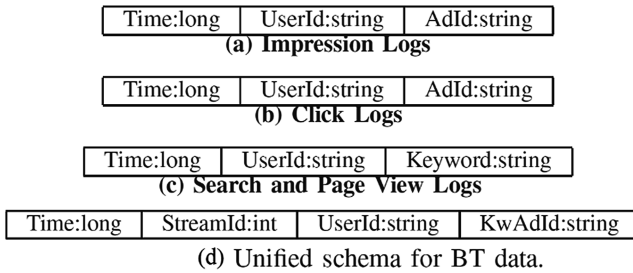 Time:long UserId:string AdId:string
(a) Impression Logs
Time:long UserId:string AdId:string
(b) Click Logs
Time:long UserId:string Keyword:string
(c) Search and Page View Logs
Time:long StreamId:int UserId:string KwAdId:string
(d) Unified schema for BT data.